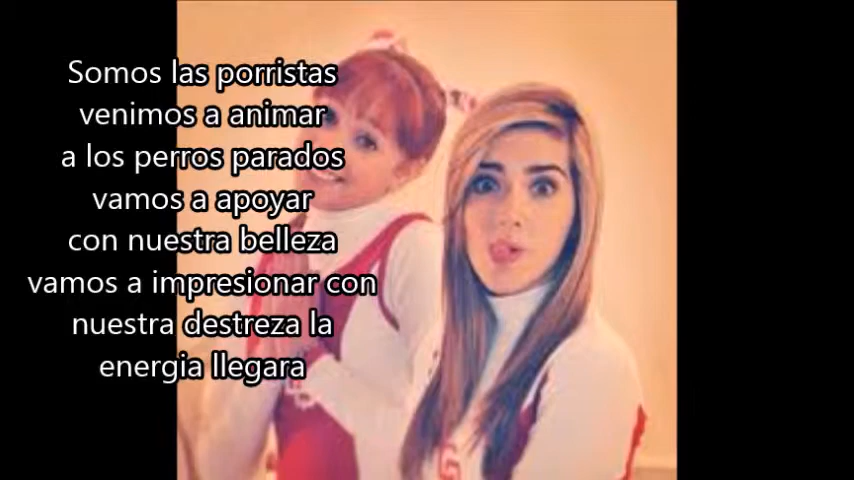 Somos las porristas
venimos a animar
a los perros parados
vamos a apoyar
con nuestra belleza
vamos a impresionar con
nuestra destreza la
energia llegara